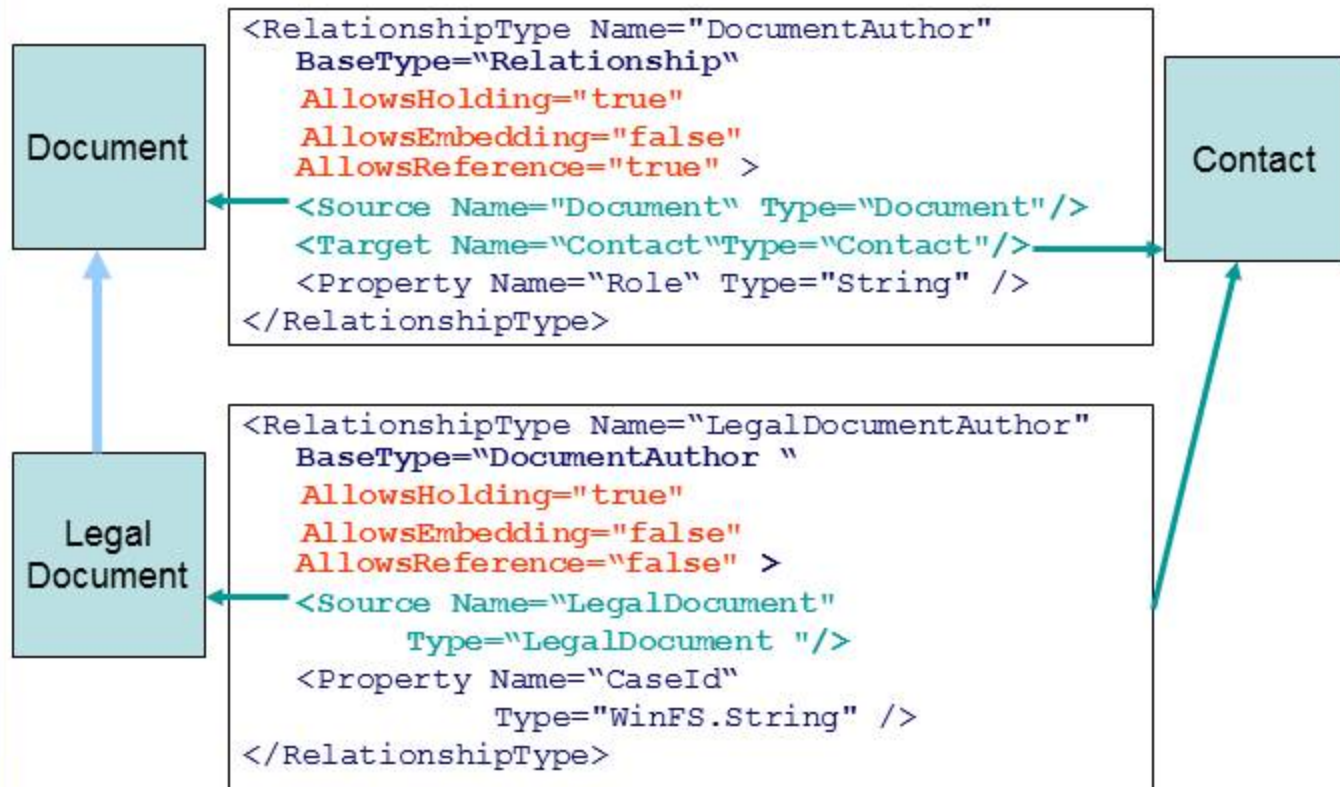 <RelationshipType Name="DocumentAuthor"
BaseType=“Relationship“
AllowsHolding="true"
AllowsEmbedding="false"
AllowsReference="true" >
<Source Name="Document“ Type=“Document"/>
<Target Name=“Contact“Type=“Contact"/>
<Property Name=“Role“ Type="String" />
</RelationshipType>
Document
Contact
<RelationshipType Name=“LegalDocumentAuthor"
BaseType=“DocumentAuthor “
AllowsHolding="true"
AllowsEmbedding="false"
AllowsReference=“false" >
<Source Name=“LegalDocument"
Type=“LegalDocument "/>
<Property Name=“CaseId“
Type="WinFS.String" />
</RelationshipType>
Legal
Document